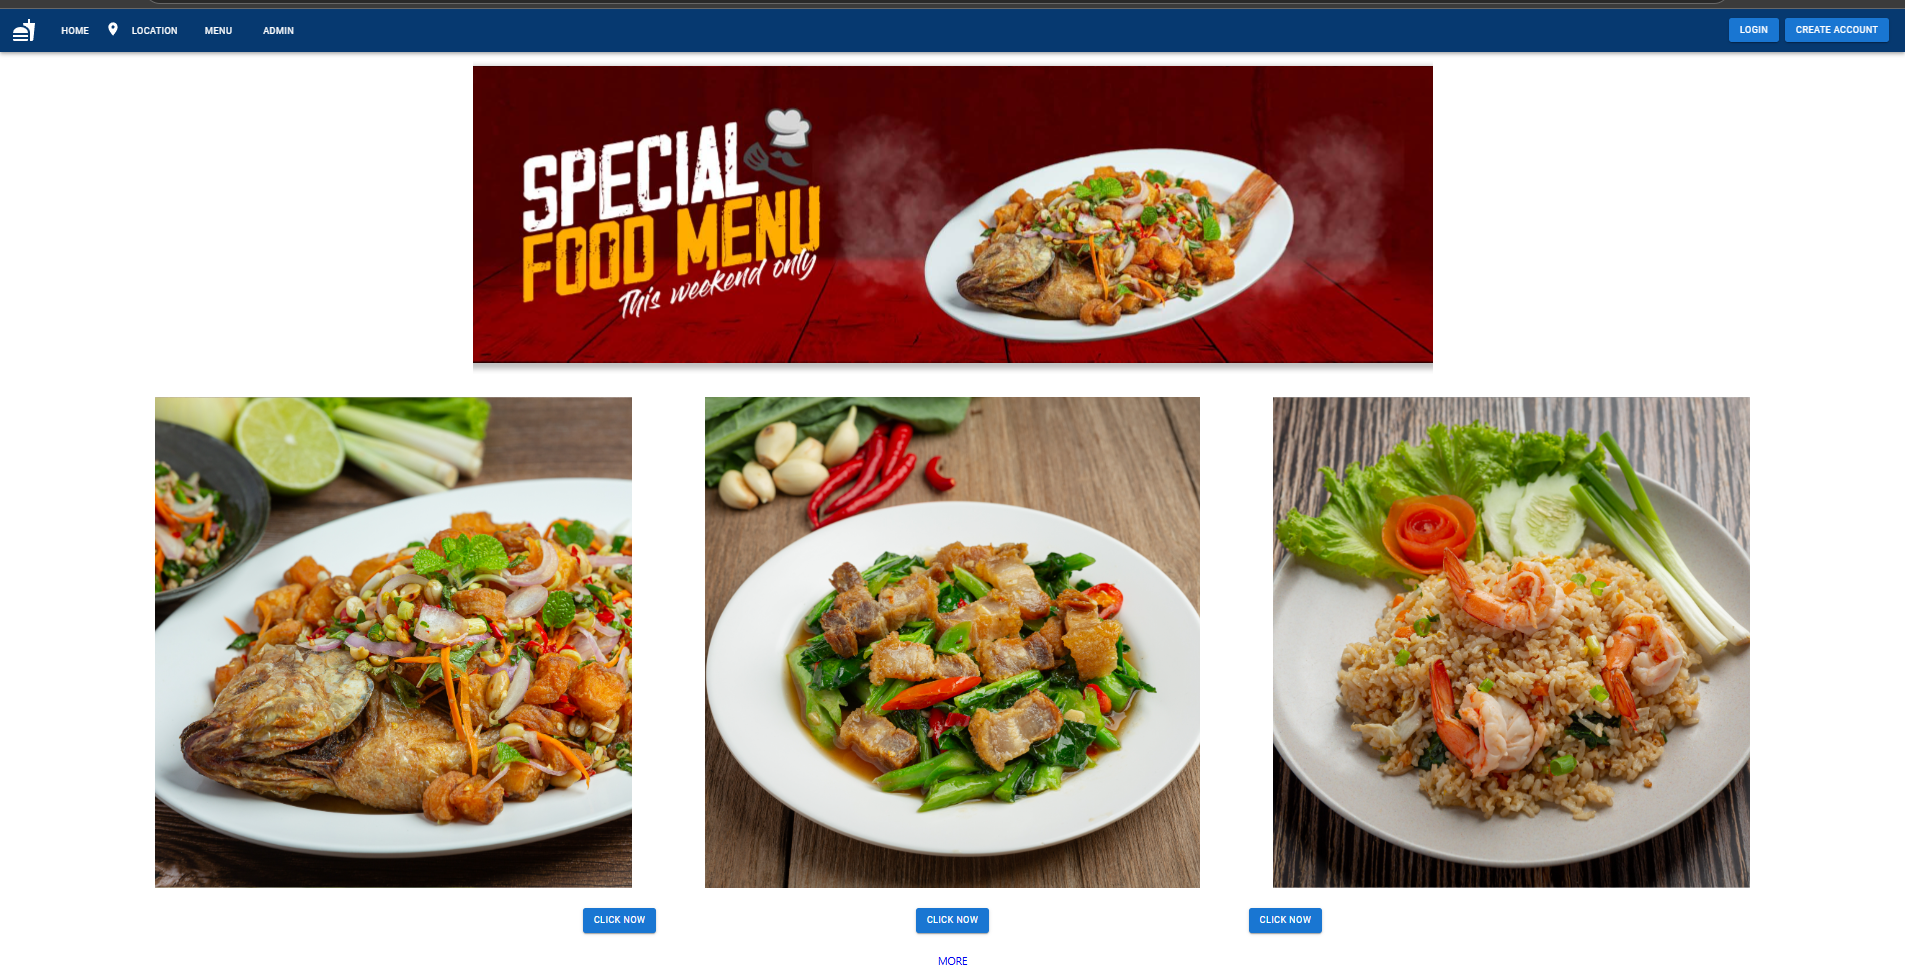 HOME LOCATION MENU ADMIN LOGIN CREATE ACCOUNT
SPECIAL
FOOD MENU
This weekend only
CLICK NOW CLICK NOW CLICK NOW
MORE